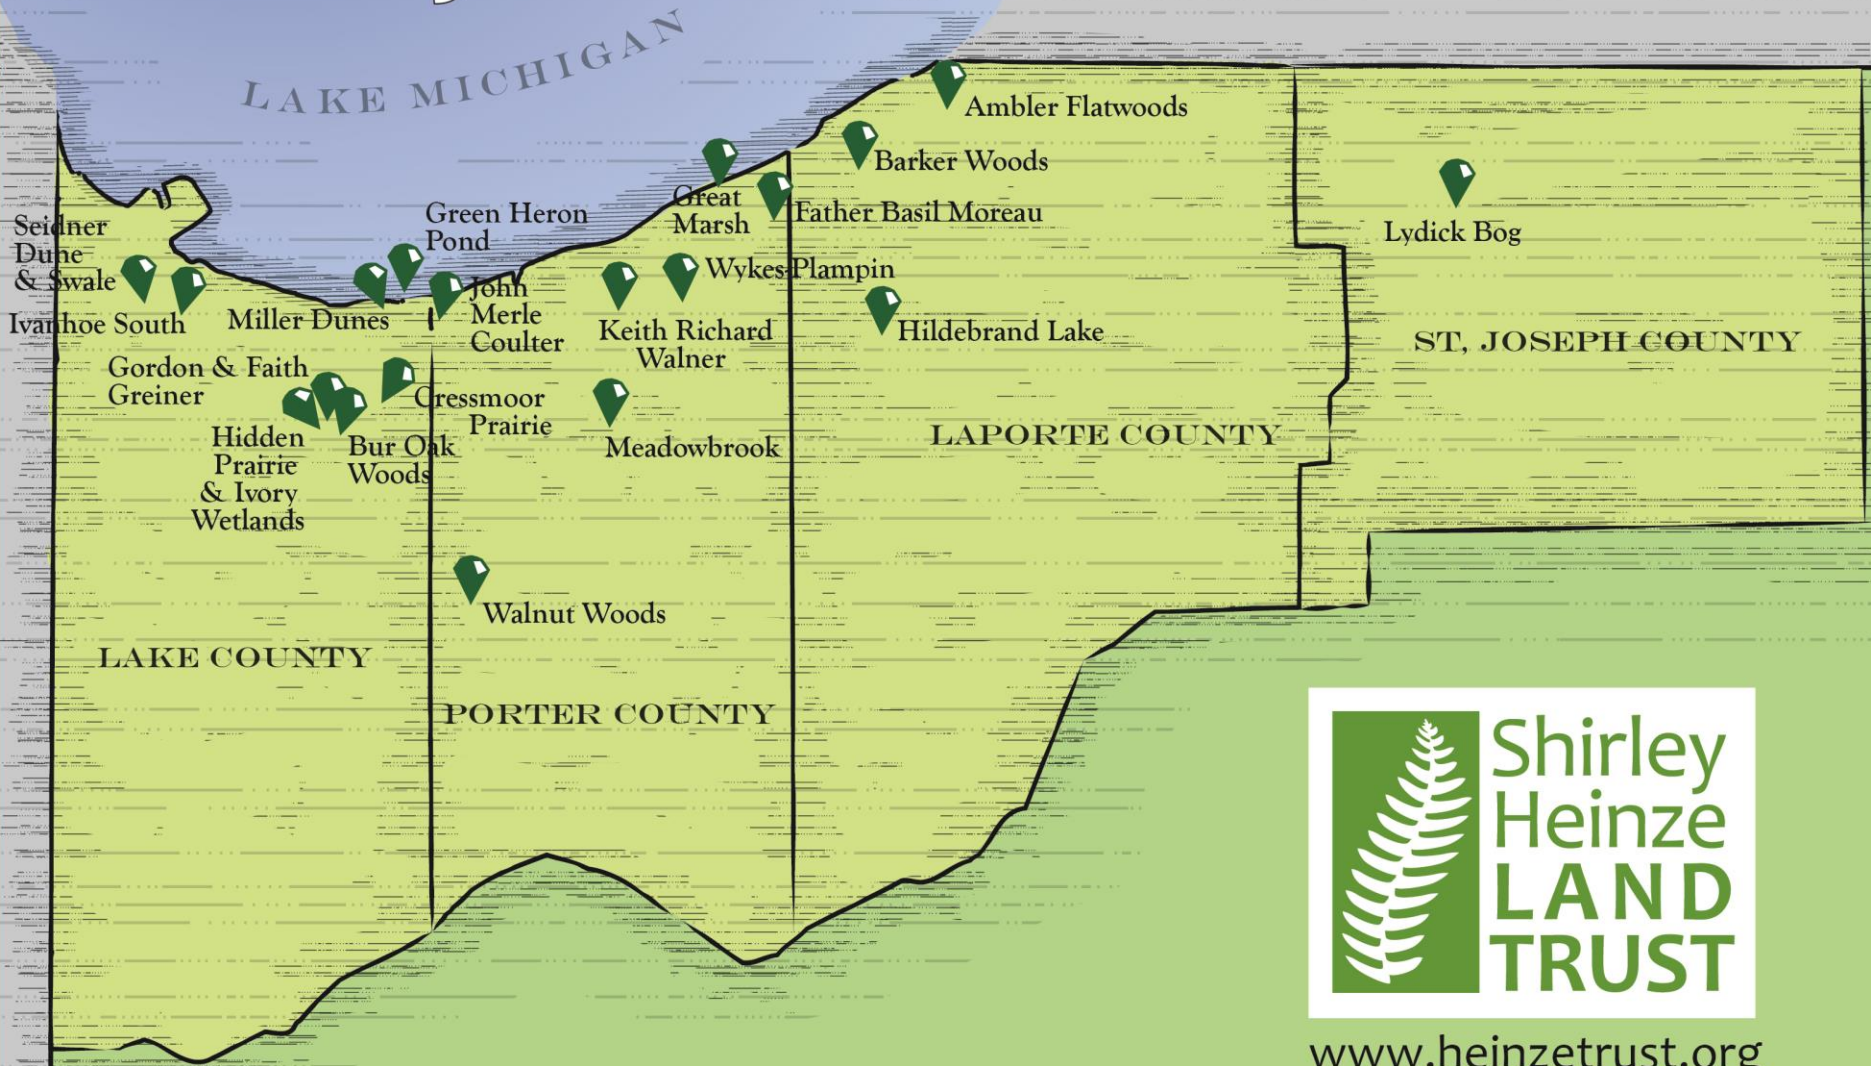 LAKE MICHIGAN
Ambler Flatwoods
Barker Woods
Great
Marsh
Father Basil Moreau
Lydick Bog
Green Heron
Pond
Seidner
Dune
& Swale
Wykes-Plampin
John
Merle
Coulter
Ivanhoe South
Miller Dunes
Keith Richard
Walner
Hildebrand Lake
ST, JOSEPH COUNTY
Gordon & Faith
Greiner
Cressmoor
Prairie
Hidden
Prairie
& Ivory
Wetlands
Bur Oak
Woods
Meadowbrook
LAPORTE COUNTY
Walnut Woods
LAKE COUNTY
PORTER COUNTY
Shirley
Heinze
LAND
TRUST
www.heinzetrust.org